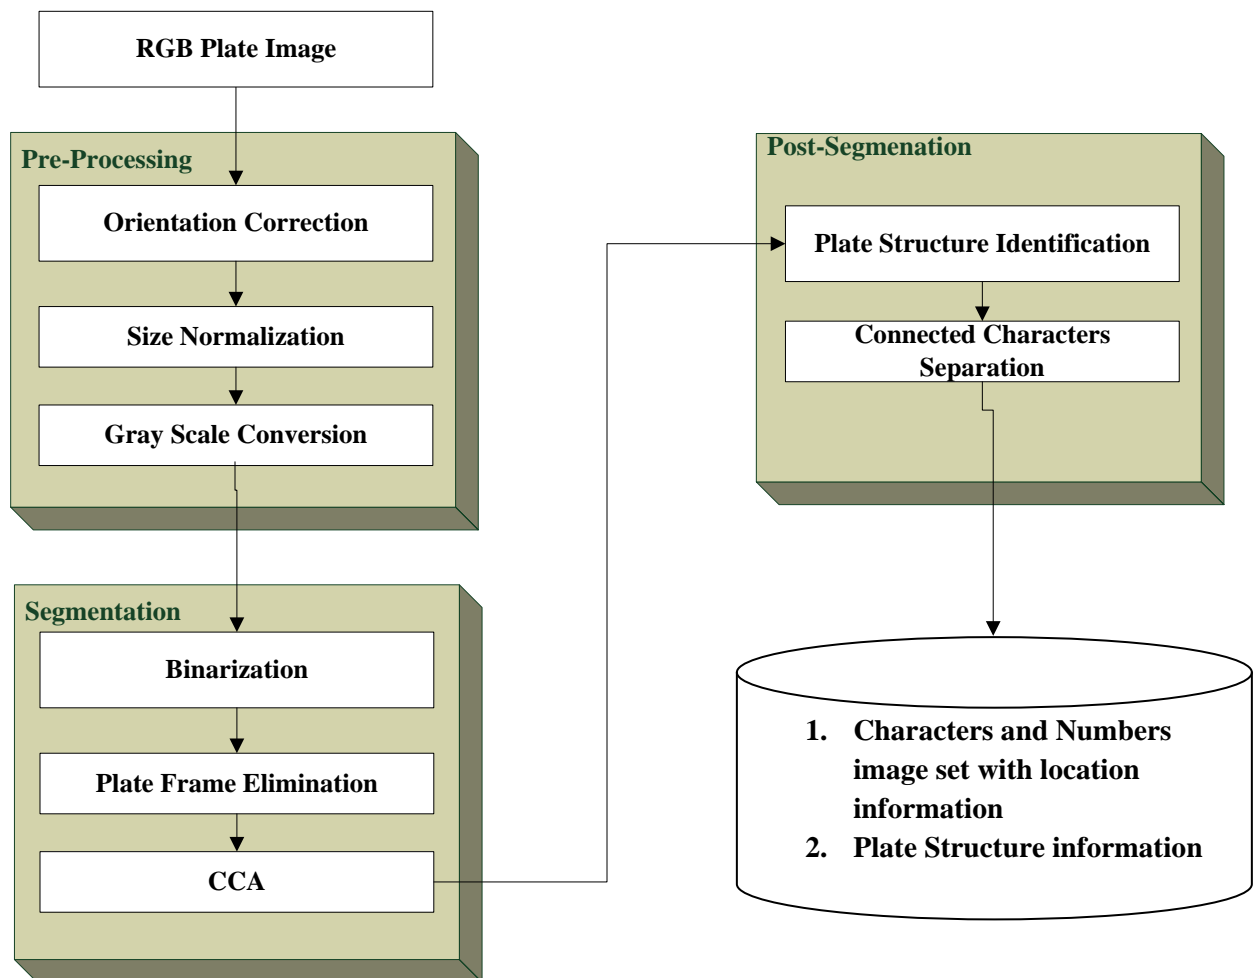 RGB Plate Image
Pre-Processing
Orientation Correction
Size Normalization
Gray Scale Conversion
Segmentation
Binarization
Plate Frame Elimination
CCA
Post-Segmenation
Plate Structure Identification
Connected Characters
Separation
1. Characters and Numbers
image set with location
information
2. Plate Structure information